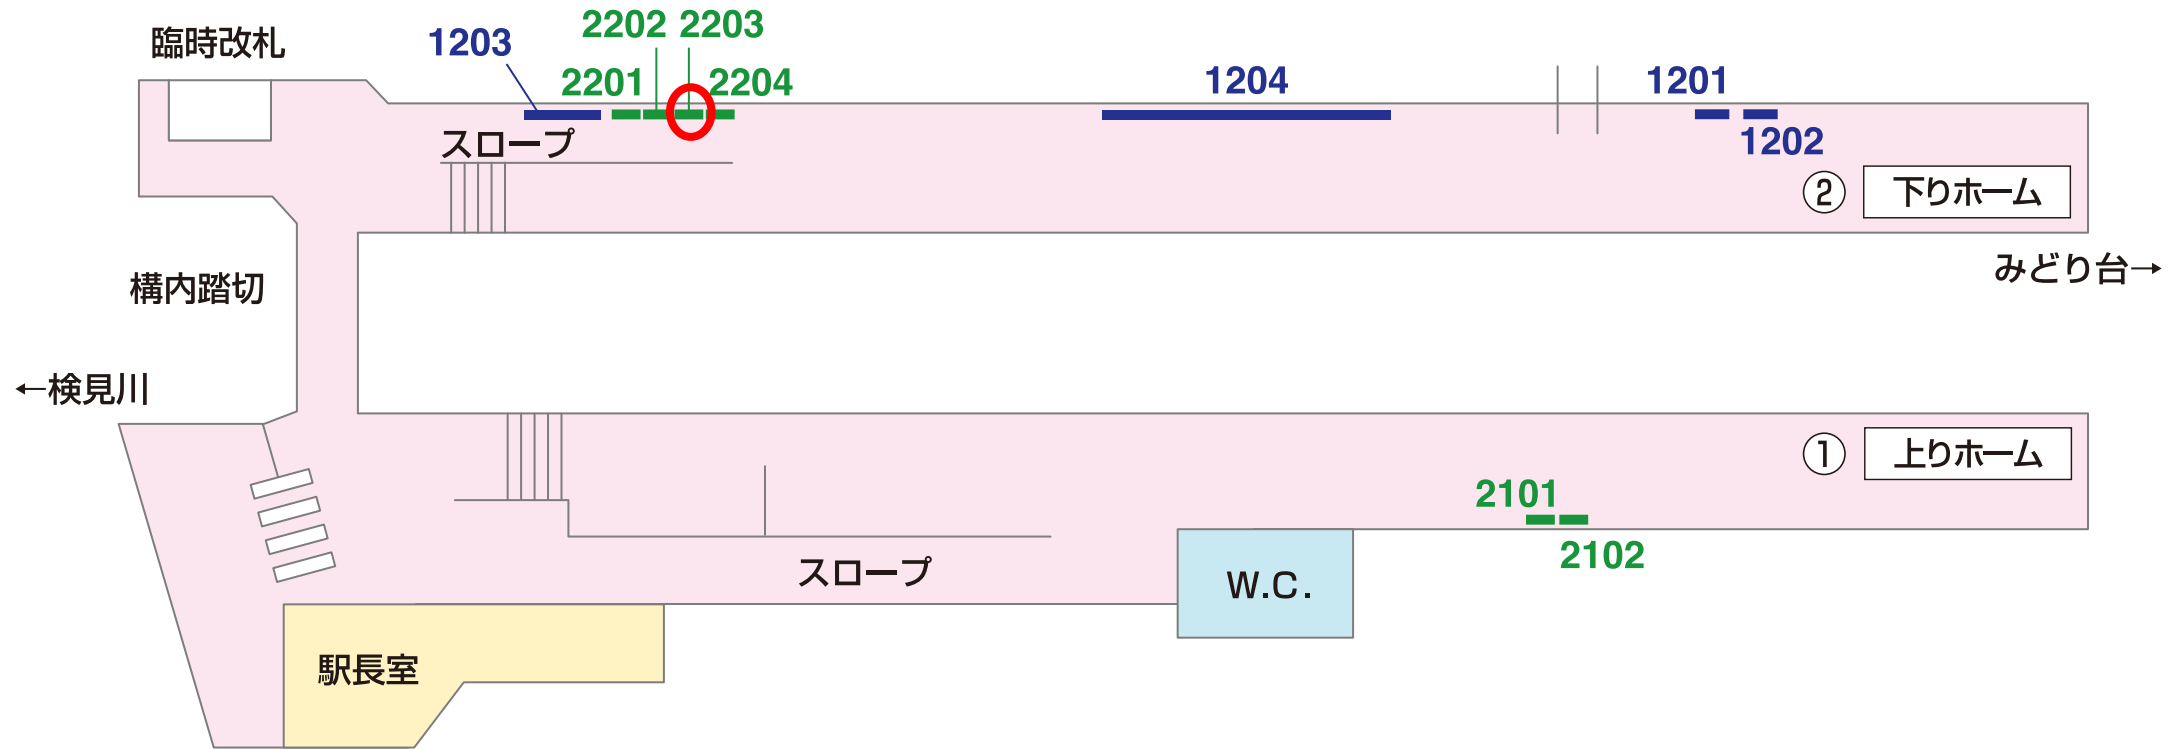 臨時改札
1203
2202
2203
2201
2204
1204
1201
1202
スロープ
② 下りホーム
みどり台→
構内踏切
←検見川
① 上りホーム
2101
2102
スロープ
W.C.
駅長室